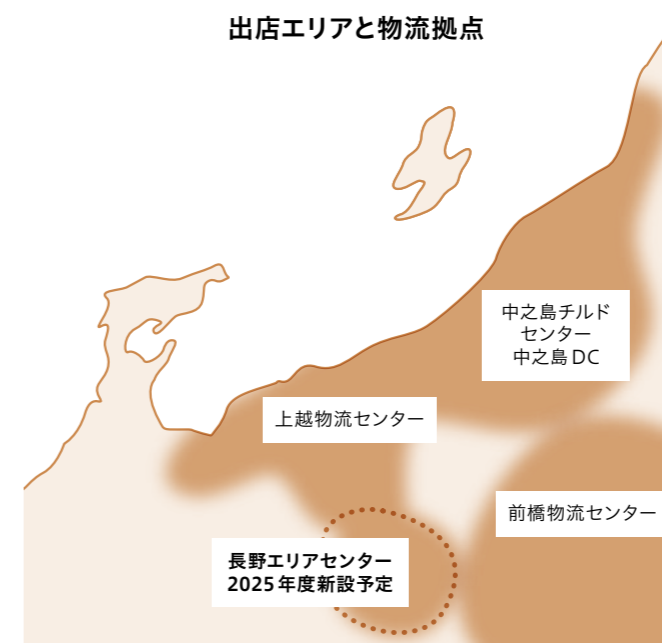 出店エリアと物流拠点
中之島チルド
センター
中之島DC
上越物流センター
前橋物流センター
長野エリアセンター
2025年度新設予定